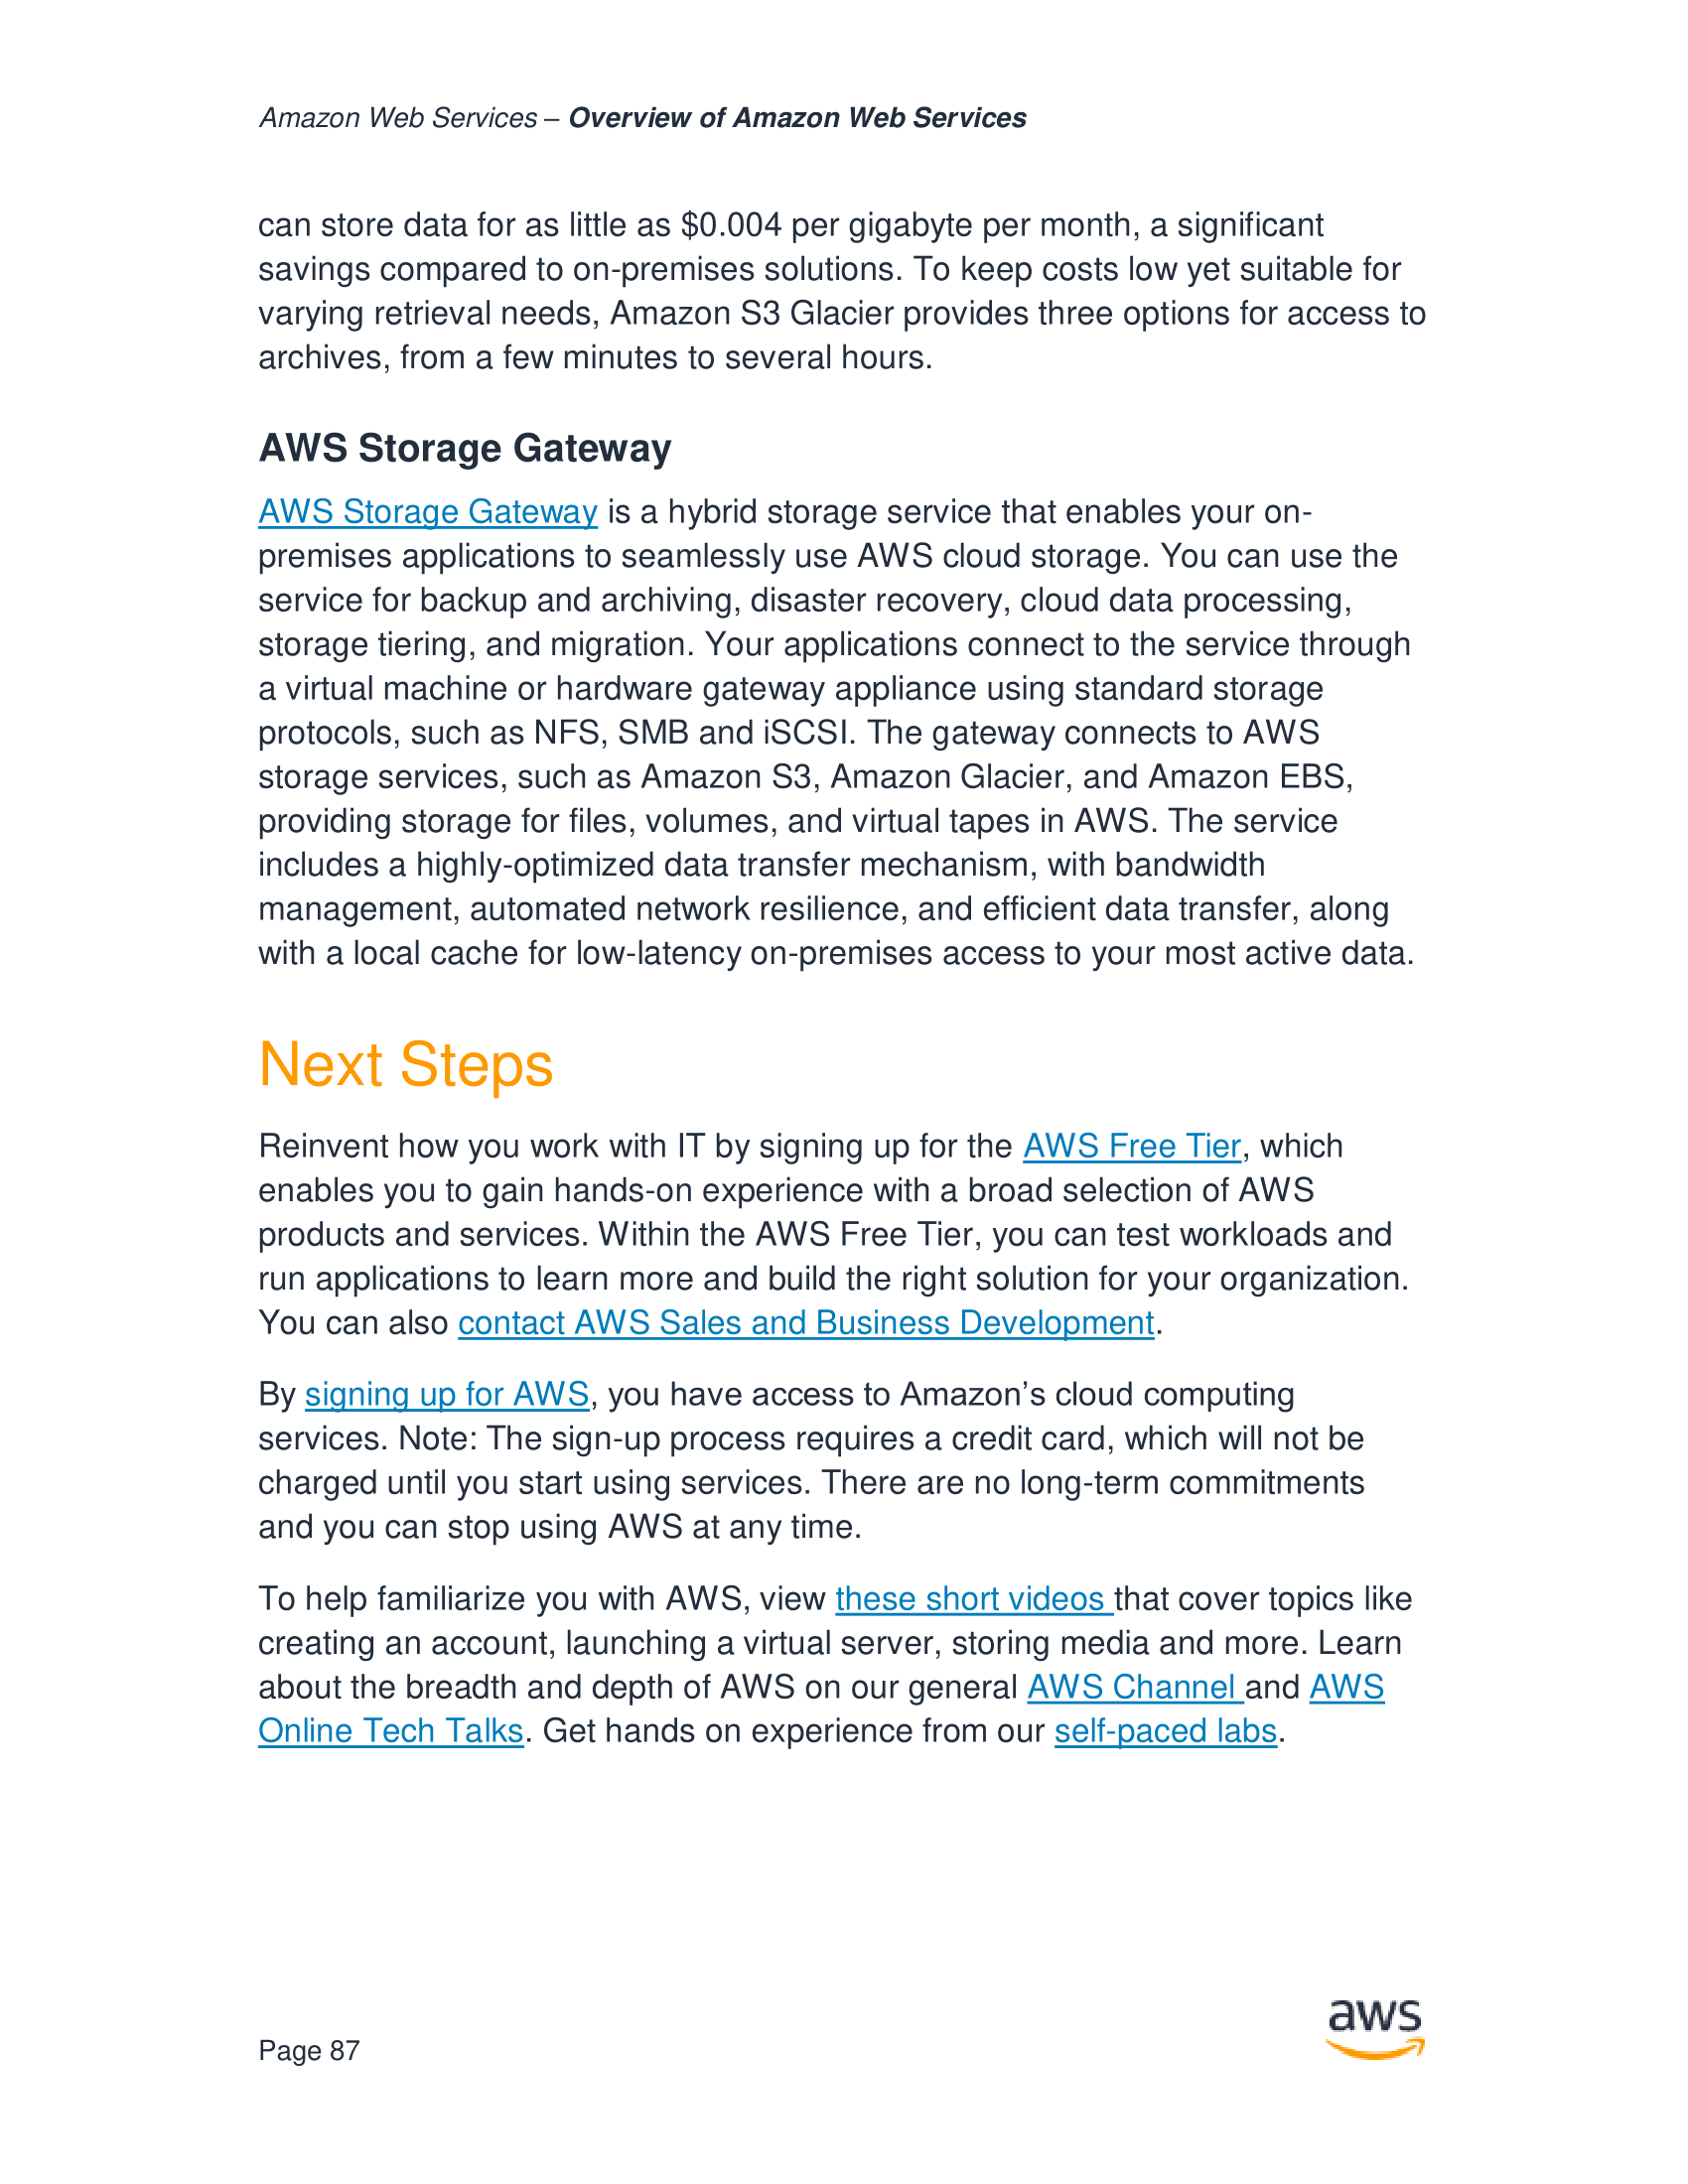 Amazon Web Services – Overview of Amazon Web Services
can store data for as little as $0.004 per gigabyte per month, a significant
savings compared to on-premises solutions. To keep costs low yet suitable for
varying retrieval needs, Amazon S3 Glacier provides three options for access to
archives, from a few minutes to several hours.
AWS Storage Gateway
AWS Storage Gateway is a hybrid storage service that enables your on-
premises applications to seamlessly use AWS cloud storage. You can use the
service for backup and archiving, disaster recovery, cloud data processing,
storage tiering, and migration. Your applications connect to the service through
a virtual machine or hardware gateway appliance using standard storage
protocols, such as NFS, SMB and iSCSI. The gateway connects to AWS
storage services, such as Amazon S3, Amazon Glacier, and Amazon EBS,
providing storage for files, volumes, and virtual tapes in AWS. The service
includes a highly-optimized data transfer mechanism, with bandwidth
management, automated network resilience, and efficient data transfer, along
with a local cache for low-latency on-premises access to your most active data.
Next Steps
Reinvent how you work with IT by signing up for the AWS Free Tier, which
enables you to gain hands-on experience with a broad selection of AWS
products and services. Within the AWS Free Tier, you can test workloads and
run applications to learn more and build the right solution for your organization.
You can also contact AWS Sales and Business Development.
By signing up for AWS, you have access to Amazon’s cloud computing
services. Note: The sign-up process requires a credit card, which will not be
charged until you start using services. There are no long-term commitments
and you can stop using AWS at any time.
To help familiarize you with AWS, view these short videos that cover topics like
creating an account, launching a virtual server, storing media and more. Learn
about the breadth and depth of AWS on our general AWS Channel and AWS
Online Tech Talks. Get hands on experience from our self-paced labs.
aws
Page 87